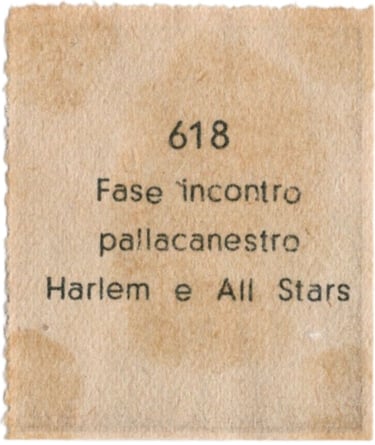 618
Fase incontro
pallacanestro
Harlem e All Stars